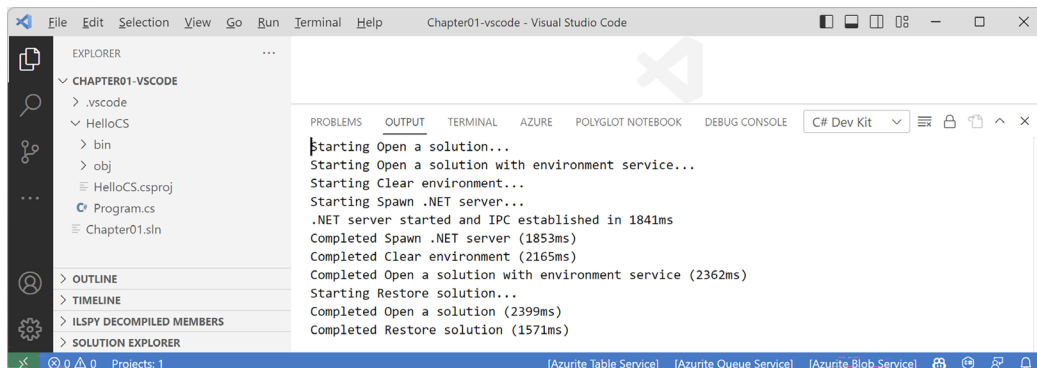 File Edit Selection View Go Run Terminal Help Chapter01-vscode - Visual Studio Code
EXPLORER
CHAPTER01-VSCODE
.vscode
HelloCS
bin
obj
HelloCS.csproj
C# Program.cs
Chapter01.sln
OUTLINE
TIMELINE
ILSPY DECOMPILED MEMBERS
SOLUTION EXPLORER
PROBLEMS OUTPUT TERMINAL AZURE POLYGLOT NOTEBOOK DEBUG CONSOLE C# Dev Kit
Starting Open a solution...
Starting Open a solution with environment service...
Starting Clear environment...
Starting Spawn .NET server...
.NET server started and IPC established in 1841ms
Completed Spawn .NET server (1853ms)
Completed Clear environment (2165ms)
Completed Open a solution with environment service (2362ms)
Starting Restore solution...
Completed Open a solution (2399ms)
Completed Restore solution (1571ms)
0 0 Projects: 1 [Azurite Table Service] [Azurite Queue Service] [Azurite Blob Service]